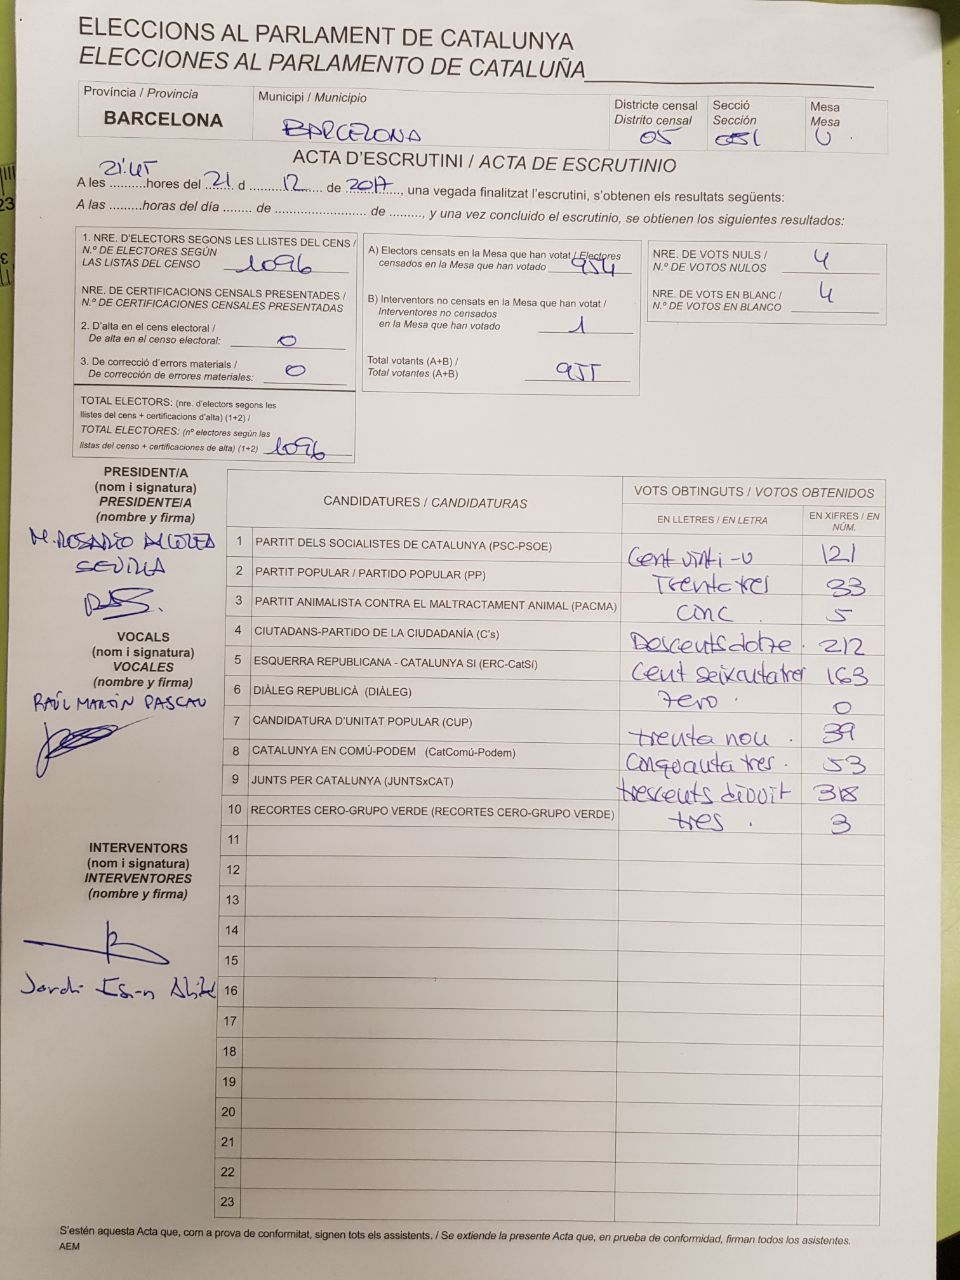 ELECCIONS AL PARLAMENT DE CATALUNYA
ELECCIONES AL PARLAMENTO DE CATALUÑA
Província / Provincia
BARCELONA
Municipi / Municipio
BARCELONA
Districte censal
Distrito censal
05
Secció
Sección
051
Mesa
Mesa
U
ACTA D'ESCRUTINI / ACTA DE ESCRUTINIO
A les 21:45 hores del 21 d 12 de 2017, una vegada finalitzat l'escrutini, s'obtenen els resultats següents:
A las .........horas del día ........ de .......................... de ........., y una vez concluido el escrutinio, se obtienen los siguientes resultados:
1. NRE. D'ELECTORS SEGONS LES LLISTES DEL CENS /
N.º DE ELECTORES SEGÚN
LAS LISTAS DEL CENSO 1096
NRE. DE CERTIFICACIONS CENSALS PRESENTADES /
N.º DE CERTIFICACIONES CENSALES PRESENTADAS
2. D'alta en el cens electoral /
De alta en el censo electoral: 0
3. De correcció d'errors materials /
De corrección de errores materiales: 0
TOTAL ELECTORS: (nre. d'electors segons les
llistes del cens + certificacions d'alta) (1+2) /
TOTAL ELECTORES: (nº electores según las
listas del censo + certificaciones de alta) (1+2) 1096
A) Electors censats en la Mesa que han votat / Electores
censados en la Mesa que han votado 954
B) Interventors no censats en la Mesa que han votat /
Interventores no censados
en la Mesa que han votado 1
Total votants (A+B) /
Total votantes (A+B) 955
NRE. DE VOTS NULS /
N.º DE VOTOS NULOS 4
NRE. DE VOTS EN BLANC /
N.º DE VOTOS EN BLANCO 4
PRESIDENT/A
(nom i signatura)
PRESIDENTE/A
(nombre y firma)
M. ROSARIO ALCOLEA
SEVILLA
VOCALS
(nom i signatura)
VOCALES
(nombre y firma)
RAÚL MARTÍN PASCAU
INTERVENTORS
(nom i signatura)
INTERVENTORES
(nombre y firma)
Jordi
CANDIDATURES / CANDIDATURAS
VOTS OBTINGUTS / VOTOS OBTENIDOS
EN LLETRES / EN LETRA
EN XIFRES / EN NÚM.
1 PARTIT DELS SOCIALISTES DE CATALUNYA (PSC-PSOE) Cent vinti-u 121
2 PARTIT POPULAR / PARTIDO POPULAR (PP) Trenta tres 33
3 PARTIT ANIMALISTA CONTRA EL MALTRACTAMENT ANIMAL (PACMA) cinc 5
4 CIUTADANS-PARTIDO DE LA CIUDADANÍA (C's) Doscents dotze 212
5 ESQUERRA REPUBLICANA - CATALUNYA SI (ERC-CatSí) Cent seixanta tres 163
6 DIÀLEG REPUBLICÀ (DIÀLEG) Zero 0
7 CANDIDATURA D'UNITAT POPULAR (CUP) trenta nou 39
8 CATALUNYA EN COMÚ-PODEM (CatComú-Podem) Cinquanta tres 53
9 JUNTS PER CATALUNYA (JUNTSxCAT) trescents divuit 318
10 RECORTES CERO-GRUPO VERDE (RECORTES CERO-GRUPO VERDE) tres 3
11
12
13
14
15
16
17
18
19
20
21
22
23
S'estén aquesta Acta que, com a prova de conformitat, signen tots els assistents. / Se extiende la presente Acta que, en prueba de conformidad, firman todos los asistentes.
AEM